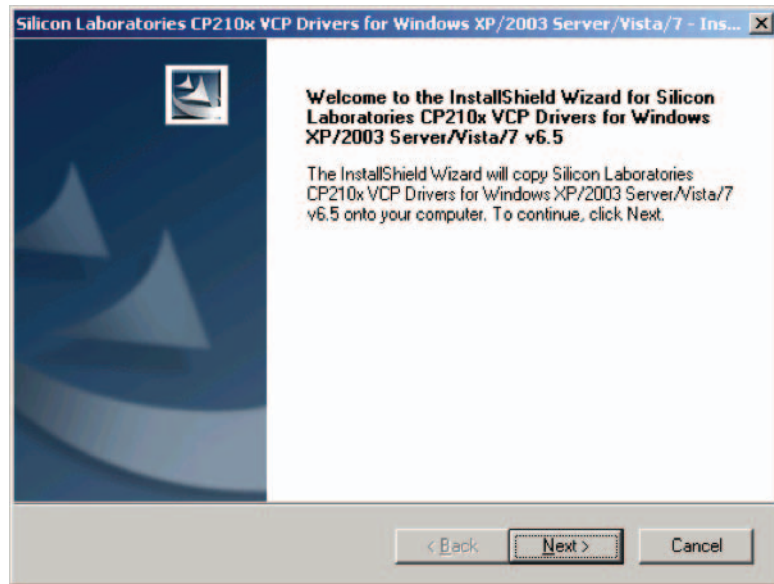 Silicon Laboratories CP210x VCP Drivers for Windows XP/2003 Server/Vista/7 - Ins...
Welcome to the InstallShield Wizard for Silicon
Laboratories CP210x VCP Drivers for Windows
XP/2003 Server/Vista/7 v6.5
The InstallShield Wizard will copy Silicon Laboratories
CP210x VCP Drivers for Windows XP/2003 Server/Vista/7
v6.5 onto your computer. To continue, click Next.
< Back
Next >
Cancel